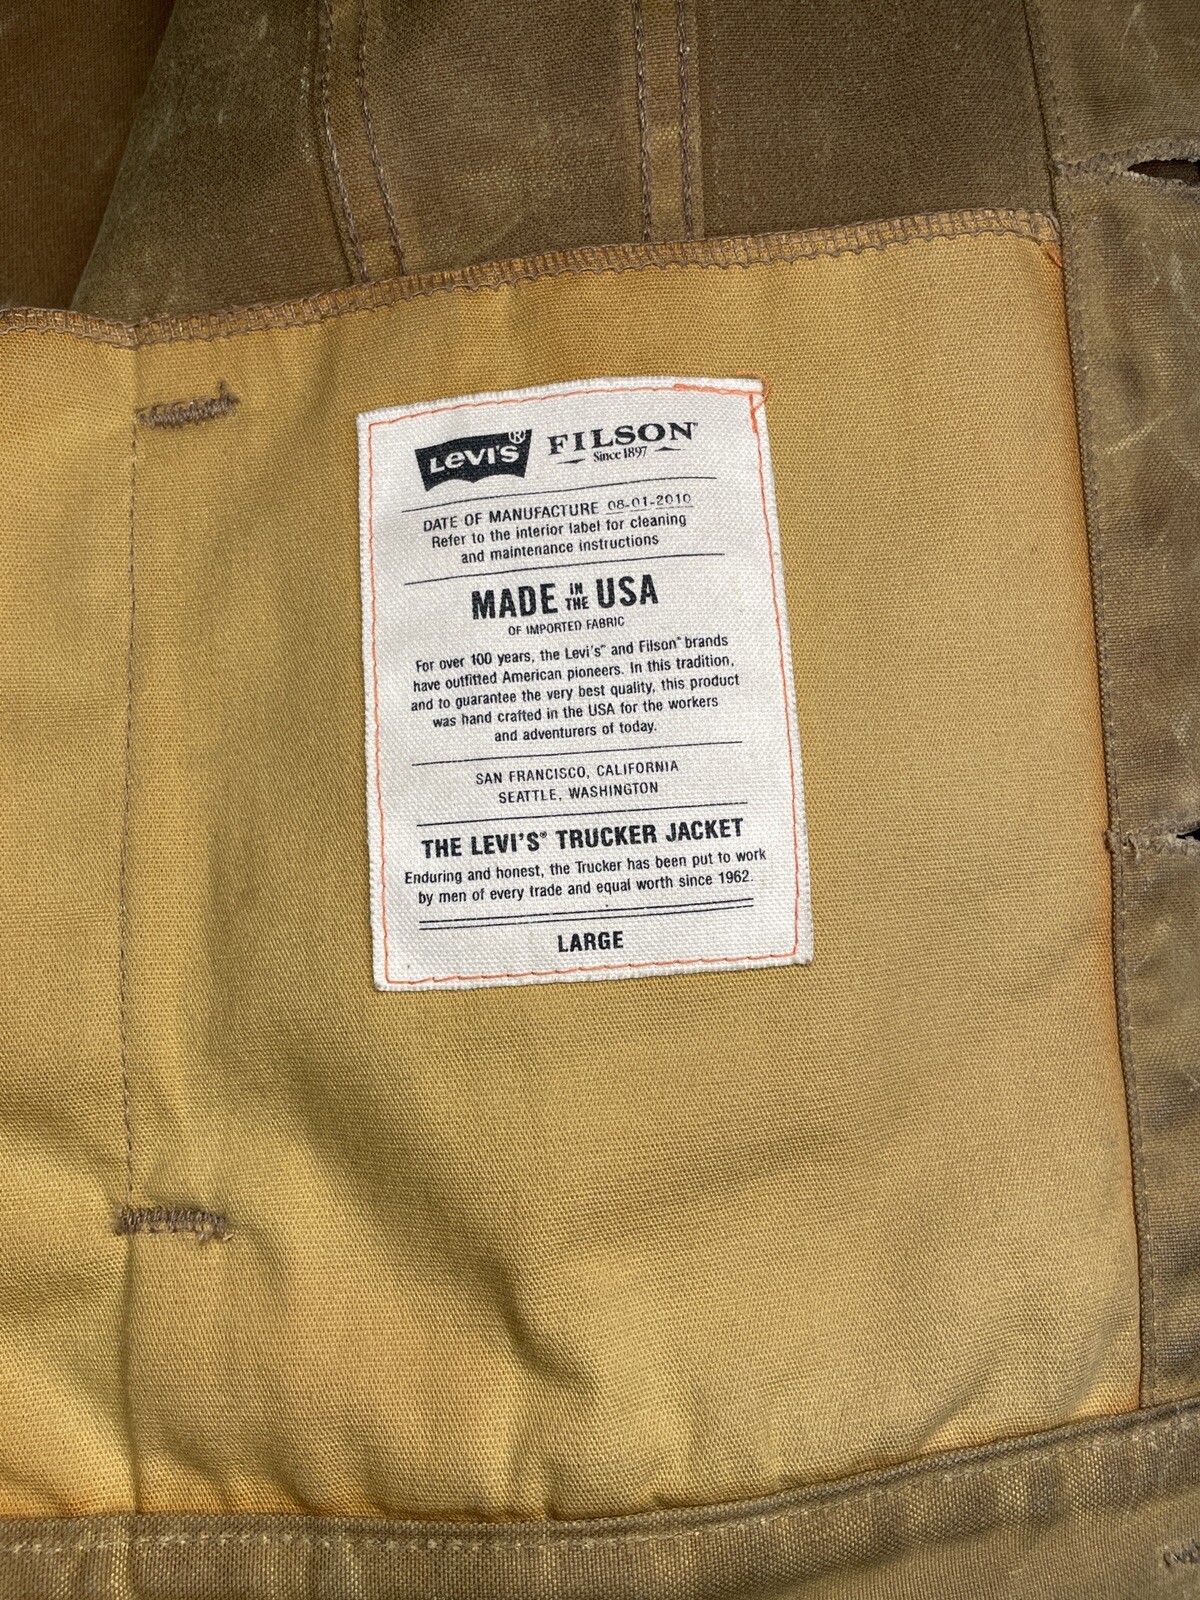 LEVI'S® FILSON®
Since 1897
DATE OF MANUFACTURE 08-01-2010
Refer to the interior label for cleaning
and maintenance instructions
MADE IN THE USA
OF IMPORTED FABRIC
For over 100 years, the Levi's® and Filson® brands
have outfitted American pioneers. In this tradition,
and to guarantee the very best quality, this product
was hand crafted in the USA for the workers
and adventurers of today.
SAN FRANCISCO, CALIFORNIA
SEATTLE, WASHINGTON
THE LEVI'S® TRUCKER JACKET
Enduring and honest, the Trucker has been put to work
by men of every trade and equal worth since 1962.
LARGE